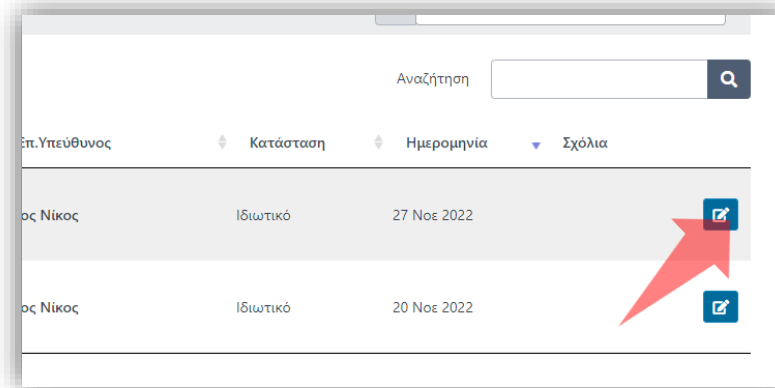 Αναζήτηση
Επ.Υπεύθυνος Κατάσταση Ημερομηνία Σχόλια
ος Νίκος Ιδιωτικό 27 Νοε 2022
ος Νίκος Ιδιωτικό 20 Νοε 2022